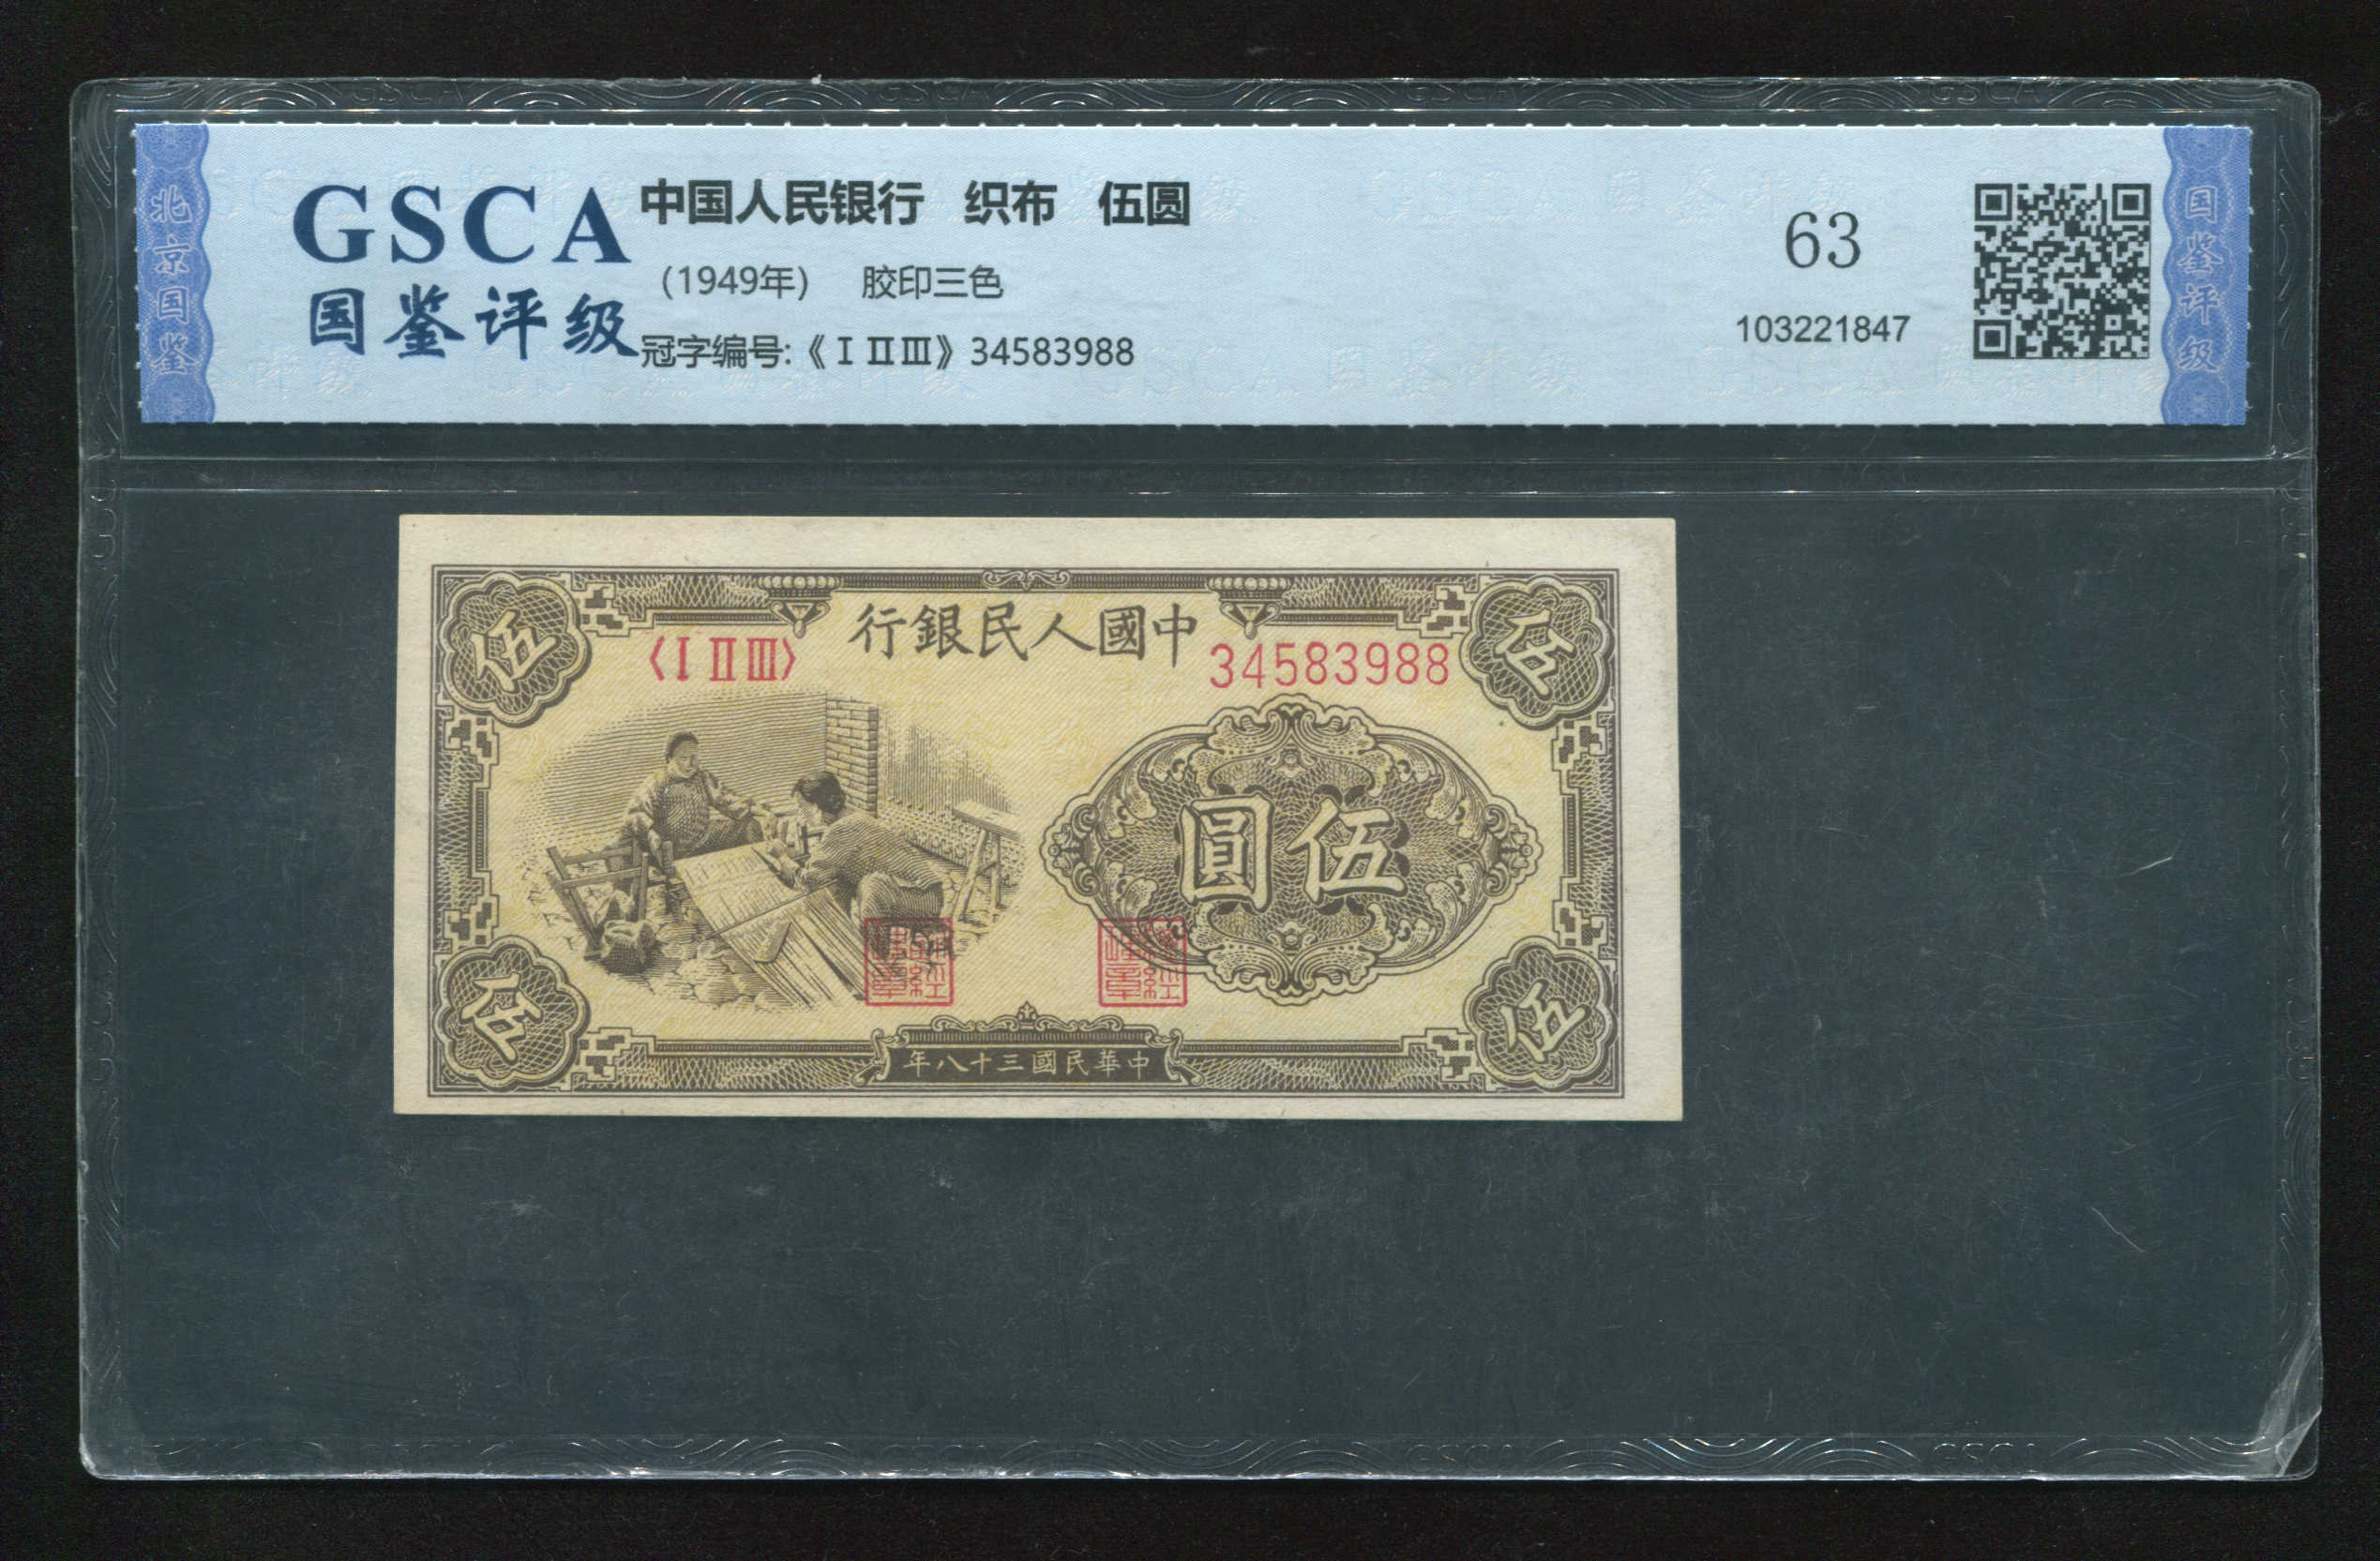 北京国鉴
GSCA
国鉴评级
中国人民银行 织布 伍圆
(1949年) 胶印三色
冠字编号:《ⅠⅡⅢ》34583988
63
103221847
国鉴评级
伍
行銀民人國中
伍
〈ⅠⅡⅢ〉
34583988
圓伍
伍
年八十三國民華中
伍